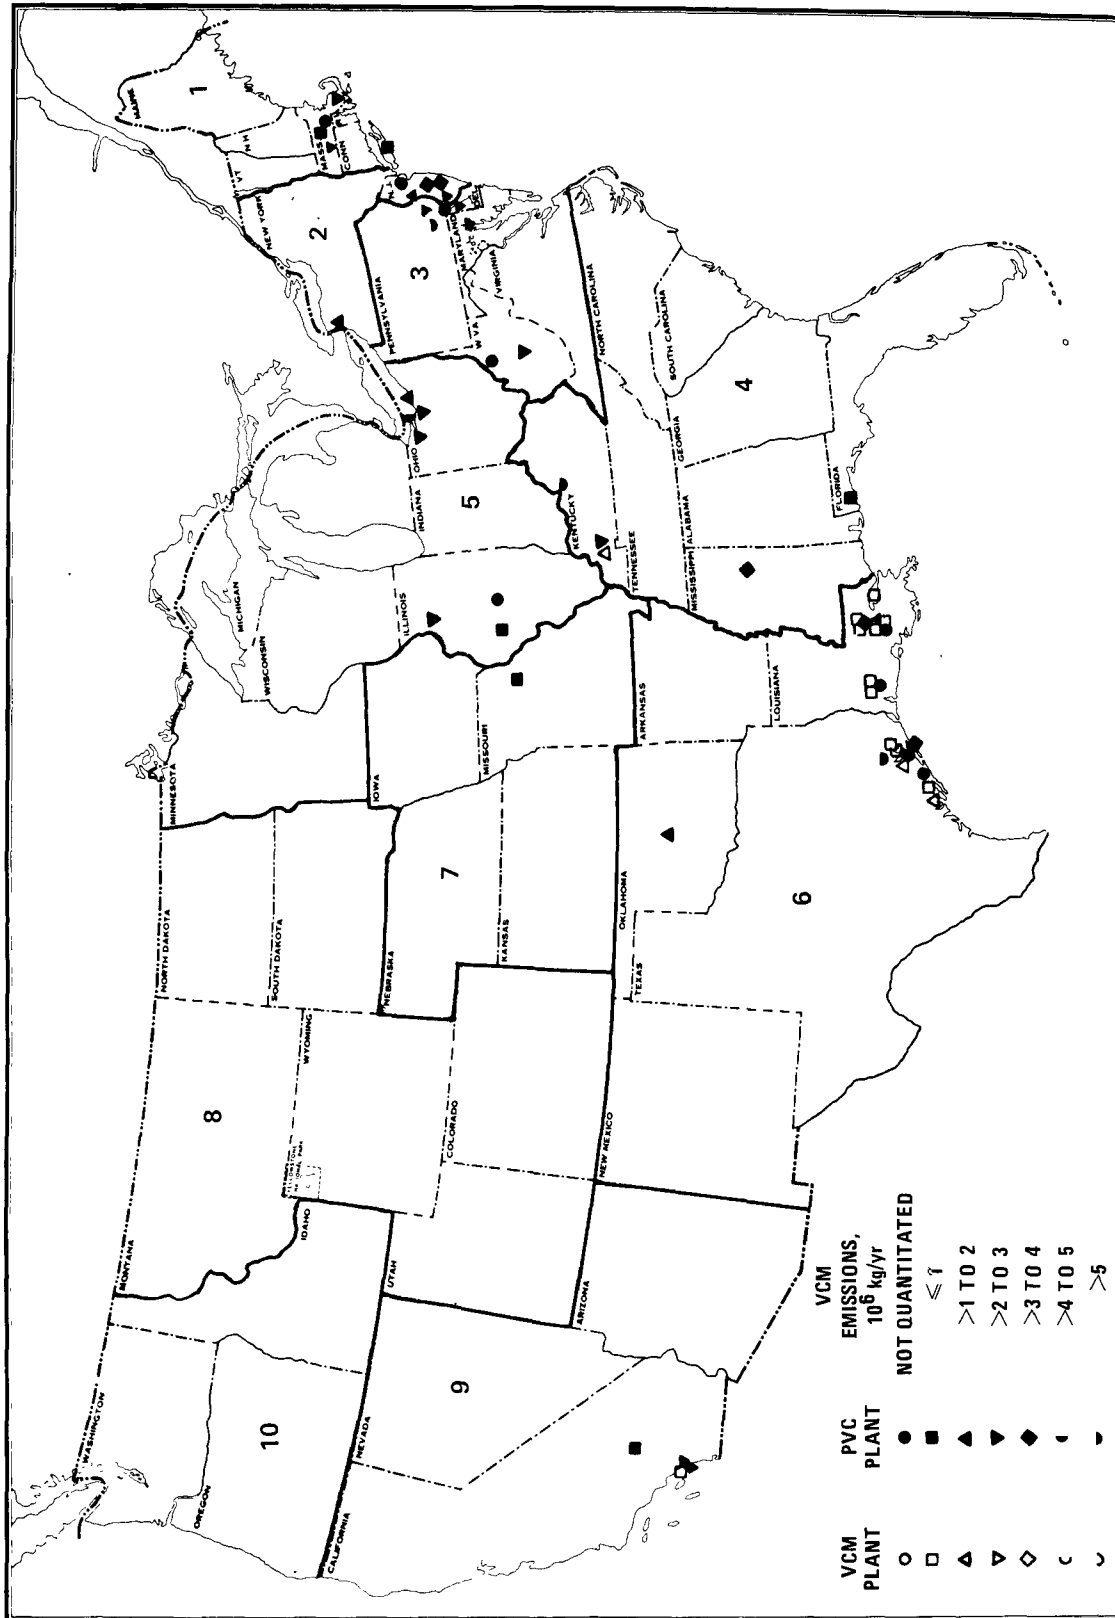 WASHINGTON
OREGON
CALIFORNIA
NEVADA
IDAHO
MONTANA
YELLOWSTONE
NATIONAL PARK
WYOMING
UTAH
ARIZONA
COLORADO
NEW MEXICO
NORTH DAKOTA
SOUTH DAKOTA
NEBRASKA
KANSAS
OKLAHOMA
TEXAS
MINNESOTA
IOWA
MISSOURI
ARKANSAS
LOUISIANA
WISCONSIN
MICHIGAN
ILLINOIS
INDIANA
OHIO
KENTUCKY
TENNESSEE
MISSISSIPPI
ALABAMA
GEORGIA
FLORIDA
SOUTH CAROLINA
NORTH CAROLINA
VIRGINIA
W VA
MARYLAND
DEL
PENNSYLVANIA
N.J.
NEW YORK
VT
N H
MAINE
MASS
CONN
R I
1
2
3
4
5
6
7
8
9
10
VCM PLANT
PVC PLANT
VCM EMISSIONS, 10⁶ kg/yr
NOT QUANTITATED
≤ 1
>1 TO 2
>2 TO 3
>3 TO 4
>4 TO 5
>5